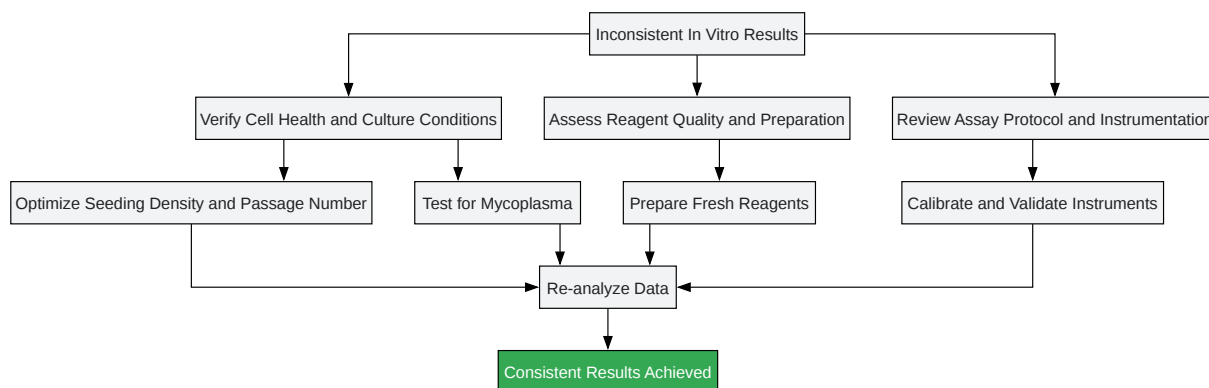 Inconsistent In Vitro Results
Verify Cell Health and Culture Conditions
Assess Reagent Quality and Preparation
Review Assay Protocol and Instrumentation
Optimize Seeding Density and Passage Number
Test for Mycoplasma
Prepare Fresh Reagents
Calibrate and Validate Instruments
Re-analyze Data
Consistent Results Achieved